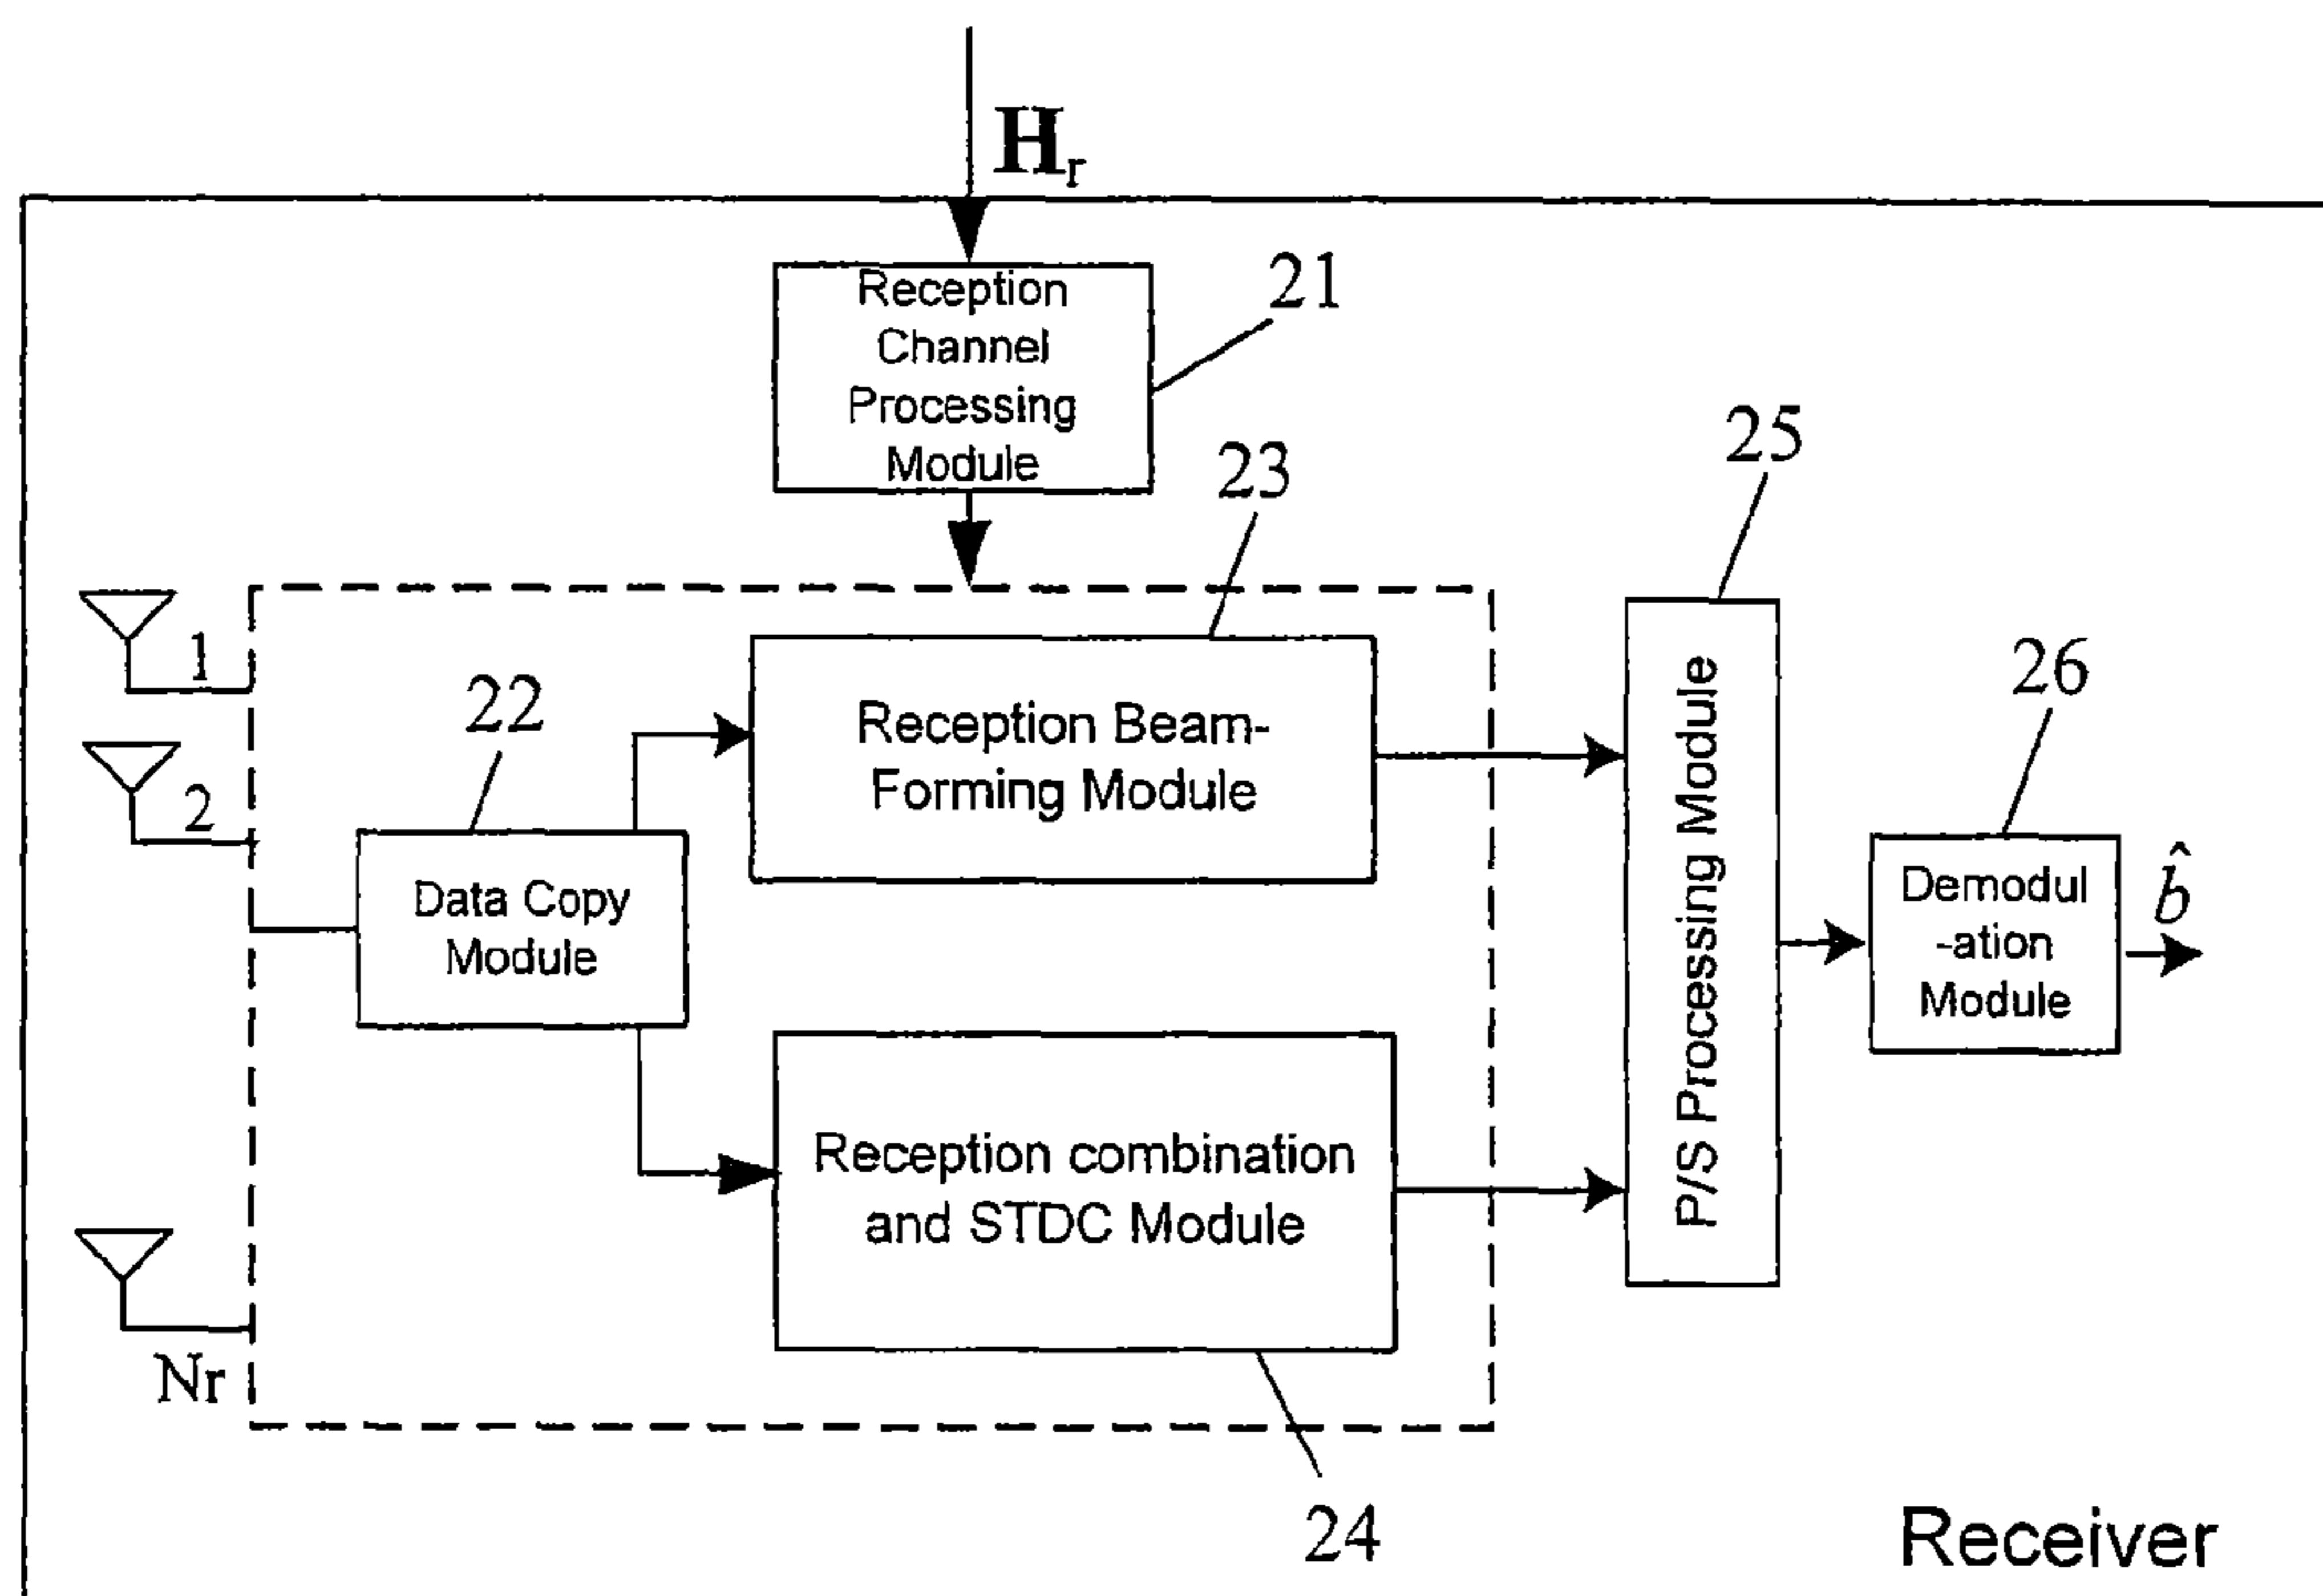 Hr
Reception
Channel
Processing
Module
21
23
25
1
22
Reception Beam-
Forming Module
P/S Processing Module
26
2
Data Copy
Module
Demodul
-ation
Module
b̂
Reception combination
and STDC Module
Nr
24
Receiver